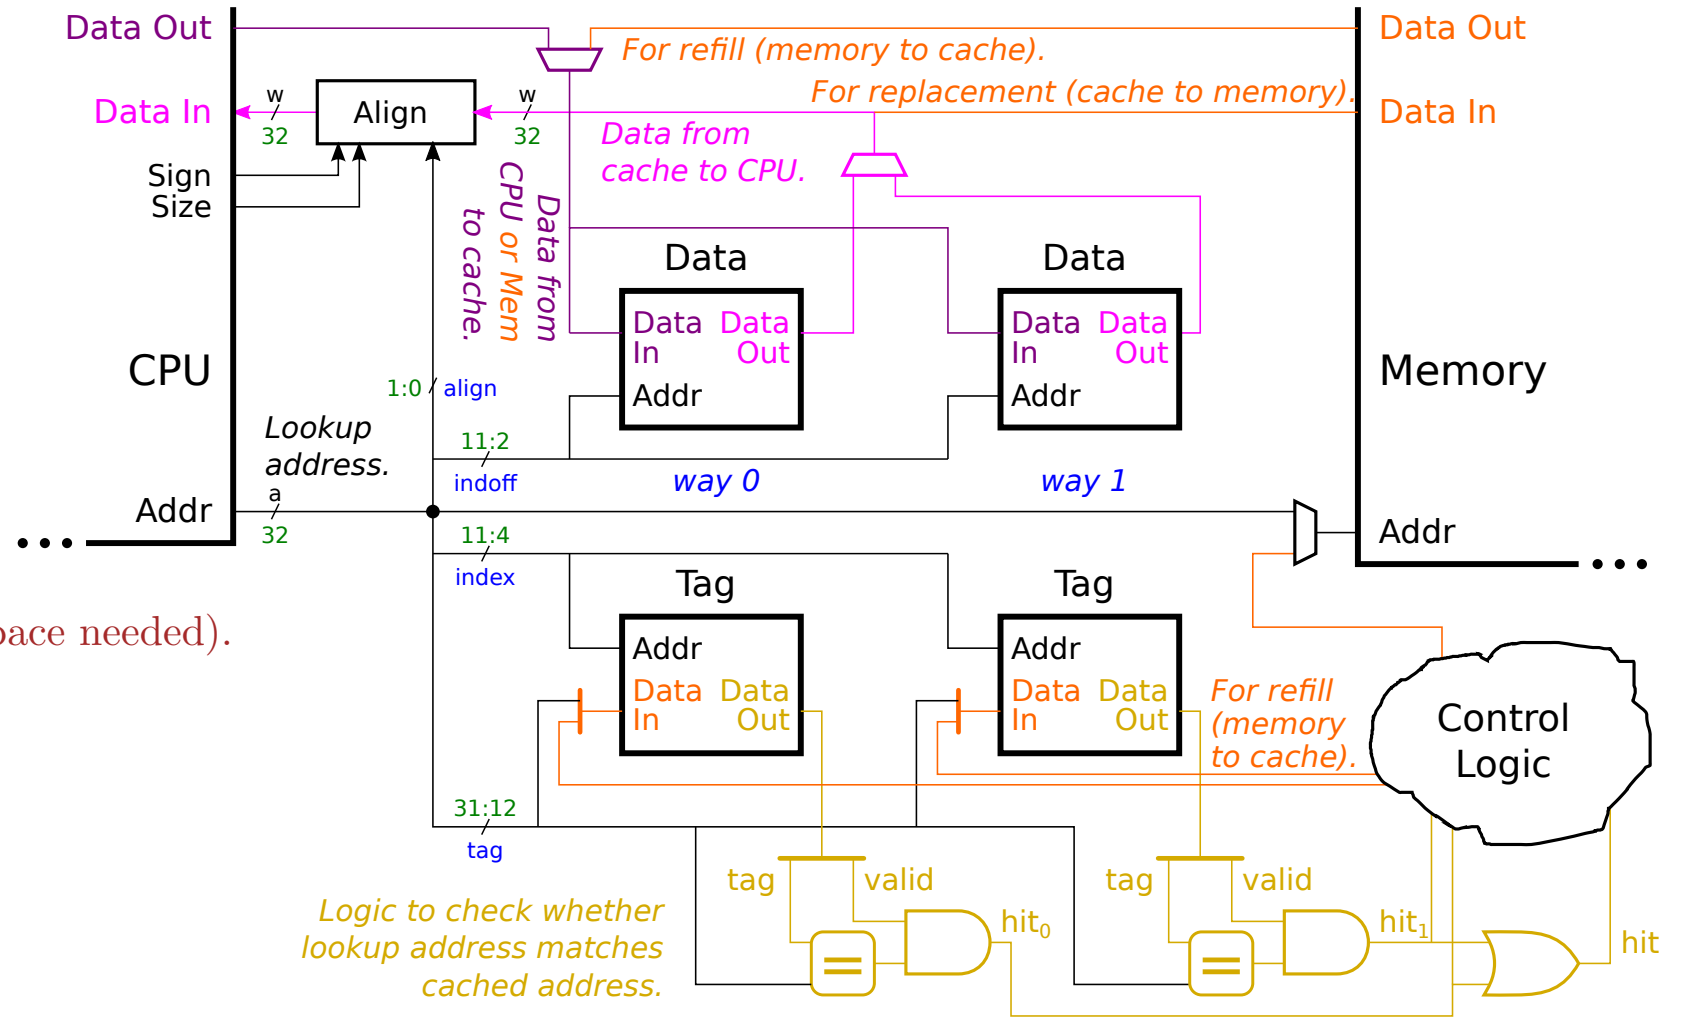 Data Out
Data Out
For refill (memory to cache).
For replacement (cache to memory).
w
w
Data In
Align
Data In
32
32
Data from
cache to CPU.
Sign
Size
Data from
CPU or Mem
to cache.
Data
Data
Data In
Data Out
Addr
Data In
Data Out
Addr
CPU
Memory
1:0
align
Lookup
address.
11:2
indoff
way 0
way 1
a
Addr
32
Addr
11:4
index
Tag
Tag
pace needed).
Addr
Data In
Data Out
Addr
Data In
Data Out
For refill
(memory
to cache).
Control
Logic
31:12
tag
tag
valid
tag
valid
Logic to check whether
lookup address matches
cached address.
=
hit0
=
hit1
hit